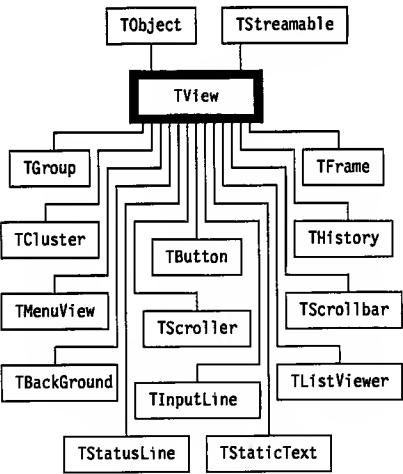 TObject
TStreamable
TView
TGroup
TFrame
TCluster
THistory
TButton
TMenuView
TScrollbar
TScroller
TBackGround
TListViewer
TInputLine
TStatusLine
TStaticText